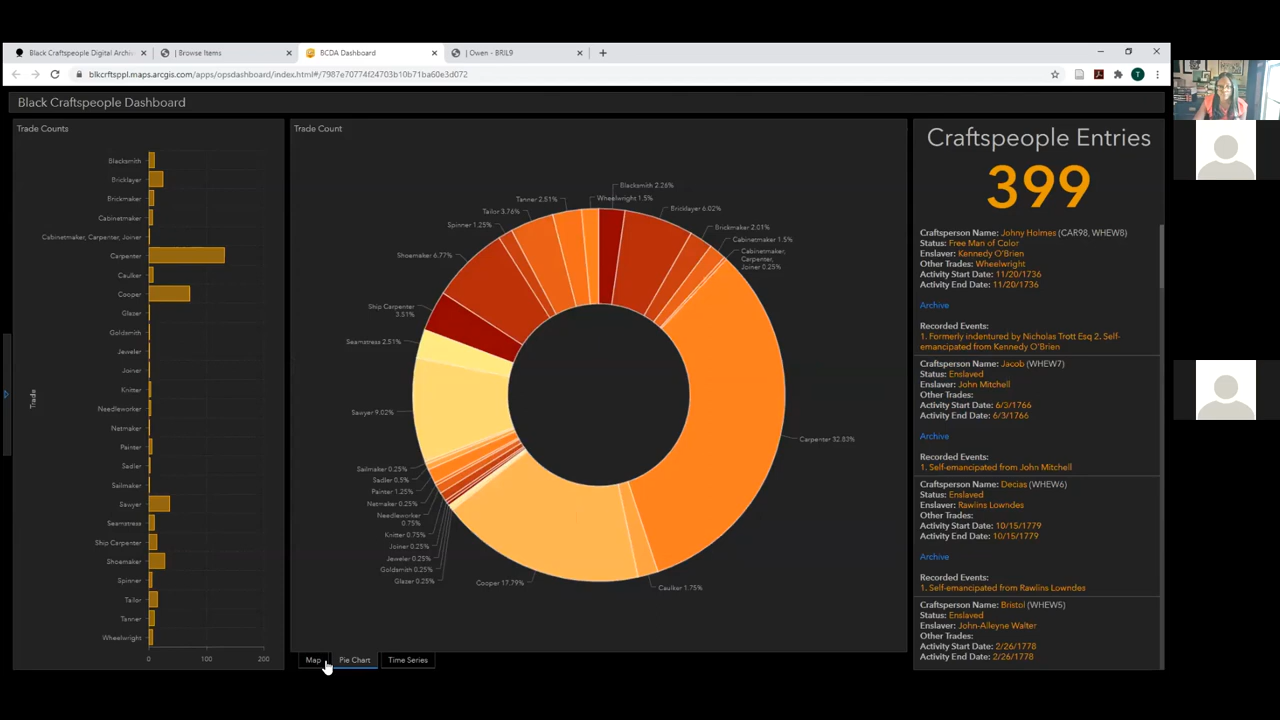 Black Craftspeople Digital Archi
| Browse Items
BCDA Dashboard
| Owen - BRIL9
blkcrftsppl.maps.arcgis.com/apps/opsdashboard/index.html#/7987e70774f24703b10b71ba60e3d072
T
Black Craftspeople Dashboard
Trade Counts
Trade
Blacksmith
Bricklayer
Brickmaker
Cabinetmaker
Cabinetmaker, Carpenter, Joiner
Carpenter
Caulker
Cooper
Glazer
Goldsmith
Jeweler
Joiner
Knitter
Needleworker
Netmaker
Painter
Sadler
Sailmaker
Sawyer
Seamstress
Ship Carpenter
Shoemaker
Spinner
Tailor
Tanner
Wheelwright
0 100 200
Trade Count
Blacksmith 2.26%
Wheelwright 1.5%
Tanner 2.51%
Bricklayer 6.02%
Tailor 3.76%
Spinner 1.25%
Brickmaker 2.01%
Cabinetmaker 1.5%
Cabinetmaker,
Carpenter,
Joiner 0.25%
Shoemaker 6.77%
Ship Carpenter
3.51%
Seamstress 2.51%
Sawyer 9.02%
Carpenter 32.83%
Sailmaker 0.25%
Sadler 0.5%
Painter 1.25%
Netmaker 0.25%
Needleworker
0.75%
Knitter 0.75%
Joiner 0.25%
Jeweler 0.25%
Goldsmith 0.25%
Glazer 0.25%
Cooper 17.79%
Caulker 1.75%
Map
Pie Chart
Time Series
Craftspeople Entries
399
Craftsperson Name: Johny Holmes (CAR98, WHEW8)
Status: Free Man of Color
Enslaver: Kennedy O'Brien
Other Trades: Wheelwright
Activity Start Date: 11/20/1736
Activity End Date: 11/20/1736
Archive
Recorded Events:
1. Formerly indentured by Nicholas Trott Esq 2. Self-
emancipated from Kennedy O'Brien
Craftsperson Name: Jacob (WHEW7)
Status: Enslaved
Enslaver: John Mitchell
Other Trades:
Activity Start Date: 6/3/1766
Activity End Date: 6/3/1766
Archive
Recorded Events:
1. Self-emancipated from John Mitchell
Craftsperson Name: Decias (WHEW6)
Status: Enslaved
Enslaver: Rawlins Lowndes
Other Trades:
Activity Start Date: 10/15/1779
Activity End Date: 10/15/1779
Archive
Recorded Events:
1. Self-emancipated from Rawlins Lowndes
Craftsperson Name: Bristol (WHEW5)
Status: Enslaved
Enslaver: John-Alleyne Walter
Other Trades:
Activity Start Date: 2/26/1778
Activity End Date: 2/26/1778